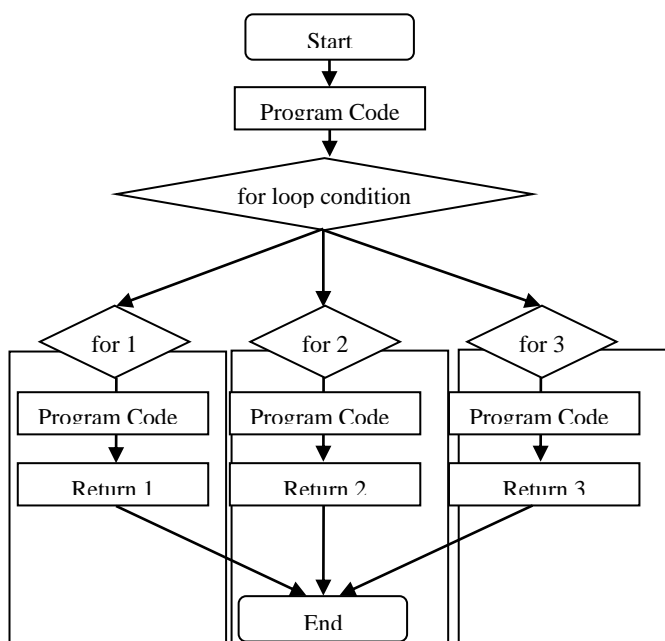 Start
Program Code
for loop condition
for 1
for 2
for 3
Program Code
Program Code
Program Code
Return 1
Return 2
Return 3
End